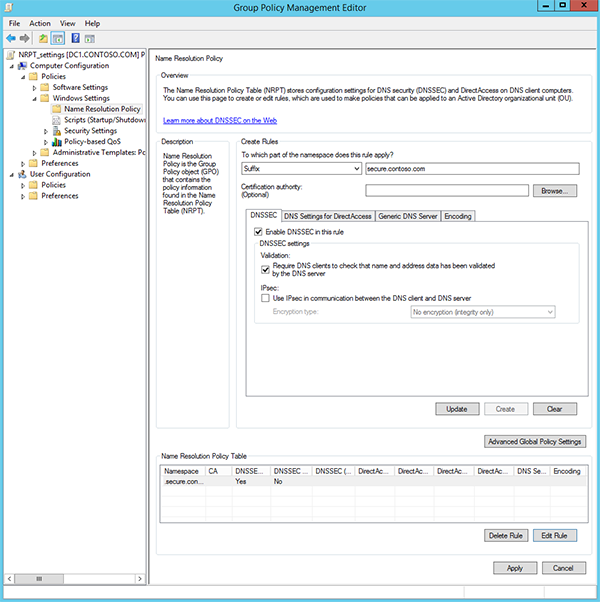 Group Policy Management Editor
File Action View Help
NRPT_settings [DC1.CONTOSO.COM] P
Computer Configuration
Policies
Software Settings
Windows Settings
Name Resolution Policy
Scripts (Startup/Shutdown
Security Settings
Policy-based QoS
Administrative Templates: Po
Preferences
User Configuration
Policies
Preferences
Name Resolution Policy
Overview
The Name Resolution Policy Table (NRPT) stores configuration settings for DNS security (DNSSEC) and DirectAccess on DNS client computers.
You can use this page to create or edit rules, which are used to make policies that can be applied to an Active Directory organizational unit (OU).
Learn more about DNSSEC on the Web
Description
Name Resolution
Policy is the Group
Policy object (GPO)
that contains the
policy information
found in the Name
Resolution Policy
Table (NRPT).
Create Rules
To which part of the namespace does this rule apply?
Suffix secure.contoso.com
Certification authority:
(Optional)
Browse...
DNSSEC DNS Settings for DirectAccess Generic DNS Server Encoding
Enable DNSSEC in this rule
DNSSEC settings
Validation:
Require DNS clients to check that name and address data has been validated
by the DNS server
IPsec:
Use IPsec in communication between the DNS client and DNS server
Encryption type: No encryption (integrity only)
Update Create Clear
Advanced Global Policy Settings
Name Resolution Policy Table
Namespace CA DNSSE... DNSSEC ... DNSSEC (... DirectAc... DirectAc... DirectAc... DirectAc... DNS Se... Encoding
.secure.con... Yes No
Delete Rule Edit Rule
Apply Cancel